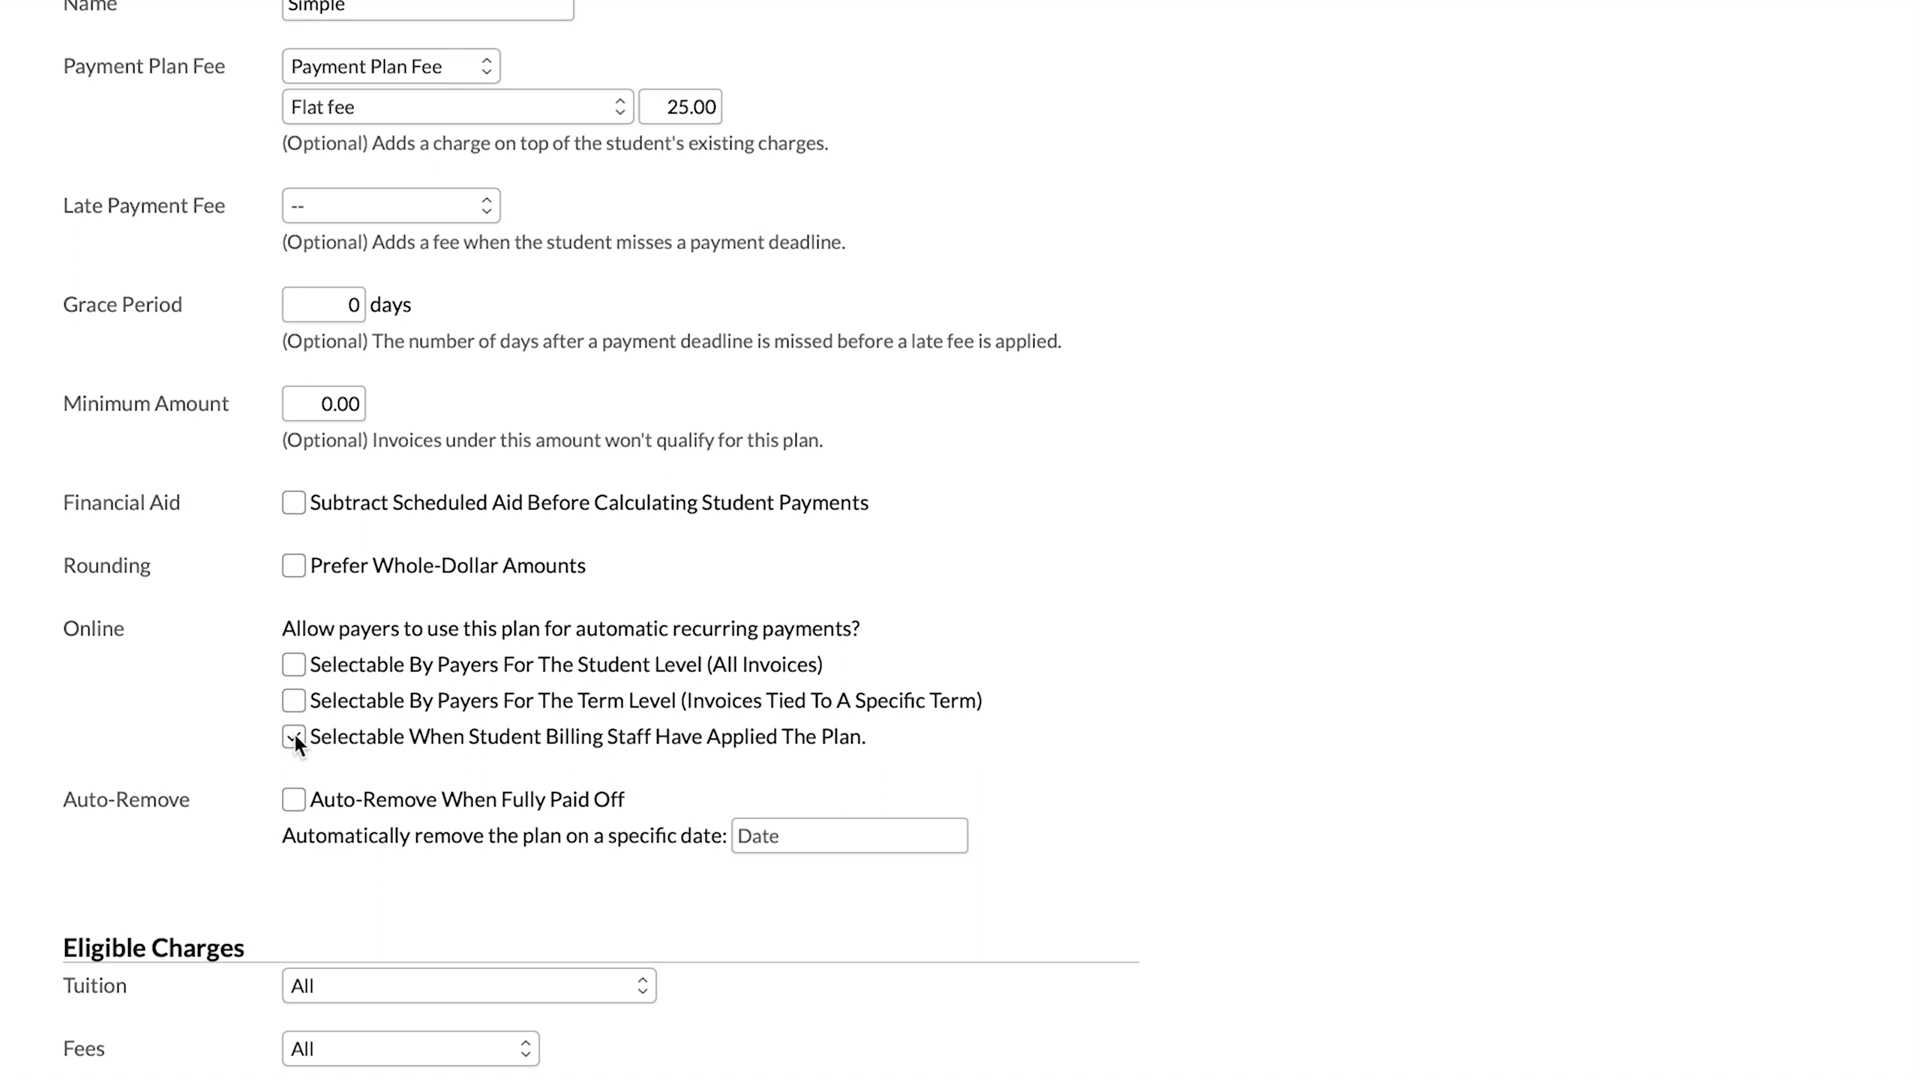 Name Simple
Payment Plan Fee Payment Plan Fee
Flat fee 25.00
(Optional) Adds a charge on top of the student's existing charges.
Late Payment Fee --
(Optional) Adds a fee when the student misses a payment deadline.
Grace Period 0 days
(Optional) The number of days after a payment deadline is missed before a late fee is applied.
Minimum Amount 0.00
(Optional) Invoices under this amount won't qualify for this plan.
Financial Aid Subtract Scheduled Aid Before Calculating Student Payments
Rounding Prefer Whole-Dollar Amounts
Online Allow payers to use this plan for automatic recurring payments?
Selectable By Payers For The Student Level (All Invoices)
Selectable By Payers For The Term Level (Invoices Tied To A Specific Term)
Selectable When Student Billing Staff Have Applied The Plan.
Auto-Remove Auto-Remove When Fully Paid Off
Automatically remove the plan on a specific date: Date
Eligible Charges
Tuition All
Fees All